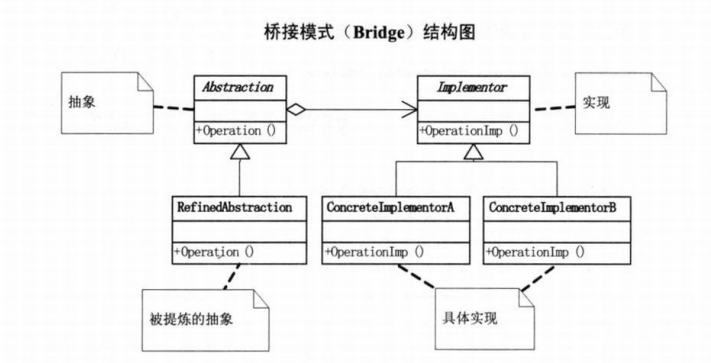 桥接模式（Bridge）结构图
抽象
Abstraction
+Operation ()
Implementor
+OperationImp ()
实现
RefinedAbstraction
+Operation ()
ConcreteImplementorA
+OperationImp ()
ConcreteImplementorB
+OperationImp ()
被提炼的抽象
具体实现